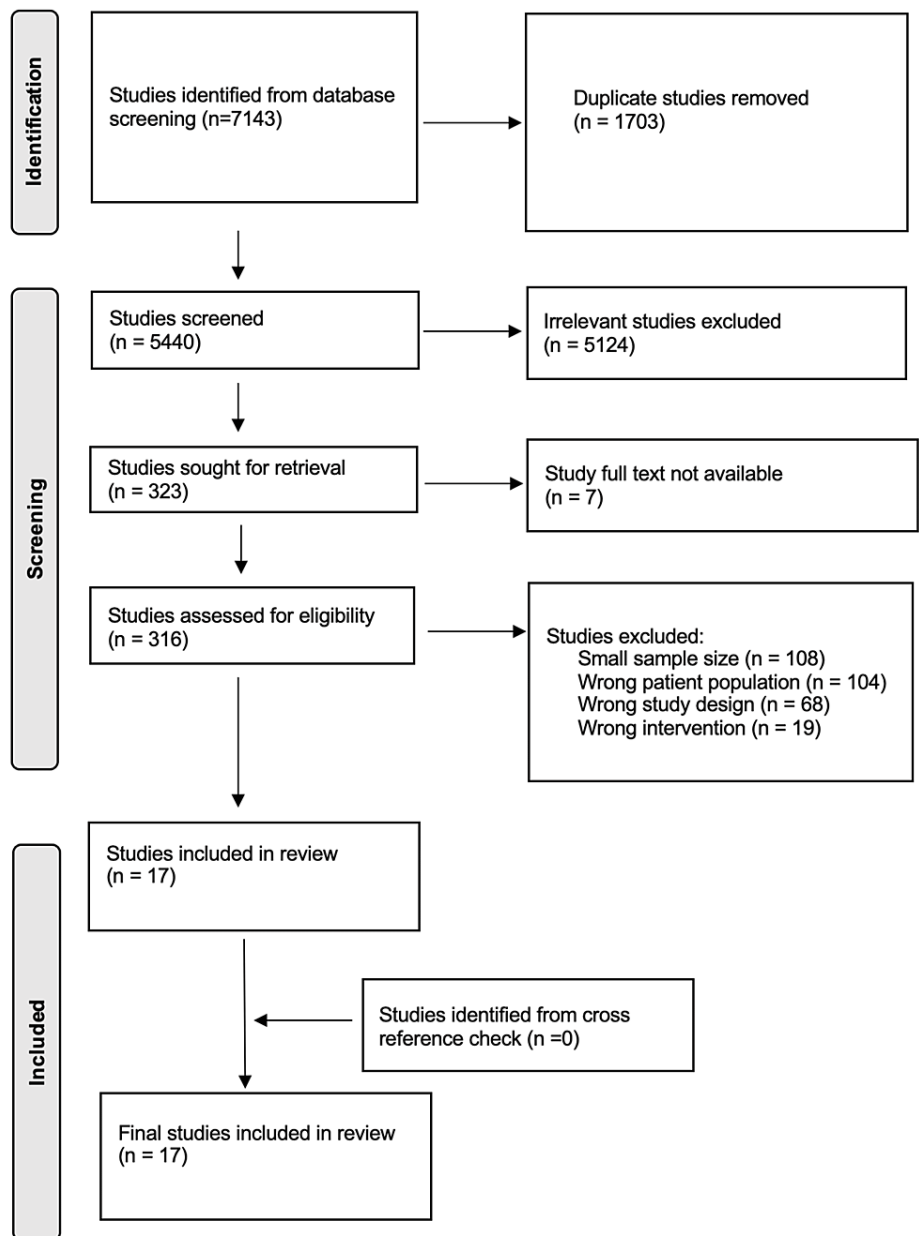 Identification
Studies identified from database
screening (n=7143)
Duplicate studies removed
(n = 1703)
Screening
Studies screened
(n = 5440)
Irrelevant studies excluded
(n = 5124)
Studies sought for retrieval
(n = 323)
Study full text not available
(n = 7)
Studies assessed for eligibility
(n = 316)
Studies excluded:
Small sample size (n = 108)
Wrong patient population (n = 104)
Wrong study design (n = 68)
Wrong intervention (n = 19)
Included
Studies included in review
(n = 17)
Studies identified from cross
reference check (n =0)
Final studies included in review
(n = 17)